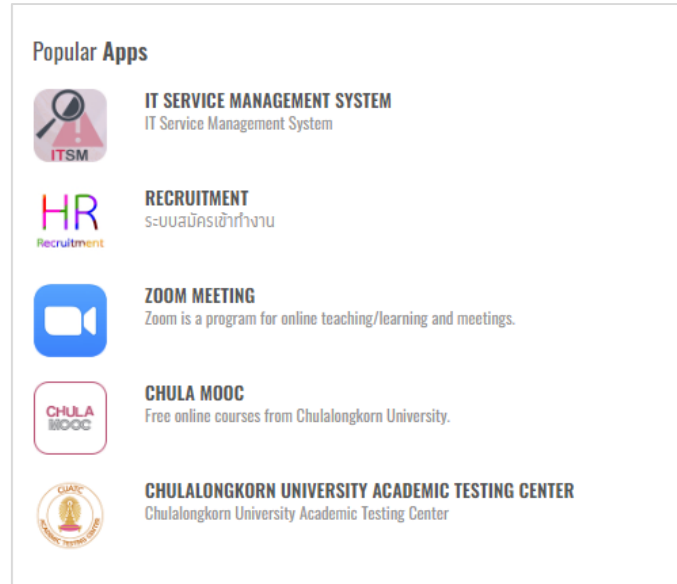 Popular Apps
IT SERVICE MANAGEMENT SYSTEM
IT Service Management System
ITSM
RECRUITMENT
ระบบสมัครเข้าทำงาน
HR
Recruitment
ZOOM MEETING
Zoom is a program for online teaching/learning and meetings.
CHULA MOOC
Free online courses from Chulalongkorn University.
CHULA
MOOC
CHULALONGKORN UNIVERSITY ACADEMIC TESTING CENTER
Chulalongkorn University Academic Testing Center
CUATC
ACADEMIC TESTING CENTER